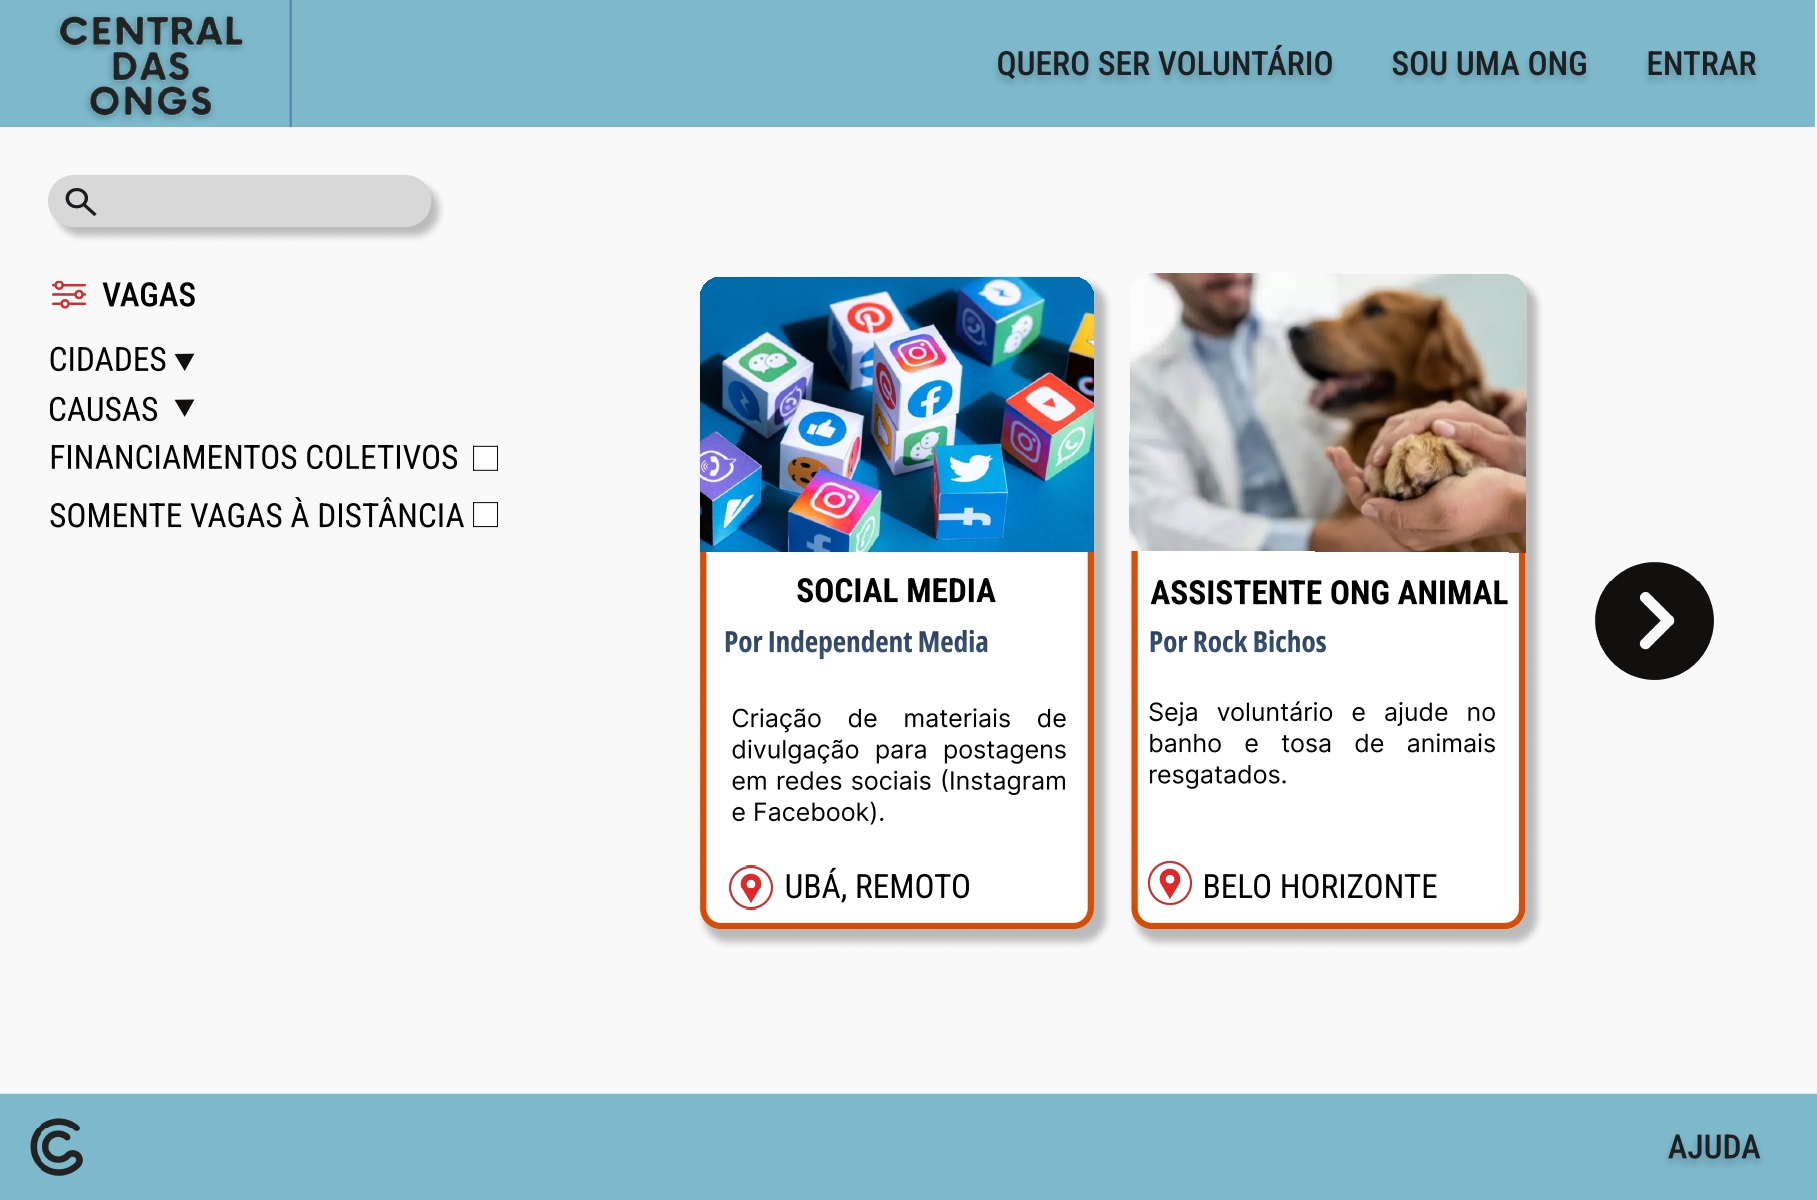 CENTRAL
DAS
ONGS
QUERO SER VOLUNTÁRIO
SOU UMA ONG
ENTRAR
VAGAS
CIDADES
CAUSAS
FINANCIAMENTOS COLETIVOS
SOMENTE VAGAS À DISTÂNCIA
SOCIAL MEDIA
Por Independent Media
Criação de materiais de
divulgação para postagens
em redes sociais (Instagram
e Facebook).
UBÁ, REMOTO
ASSISTENTE ONG ANIMAL
Por Rock Bichos
Seja voluntário e ajude no
banho e tosa de animais
resgatados.
BELO HORIZONTE
AJUDA